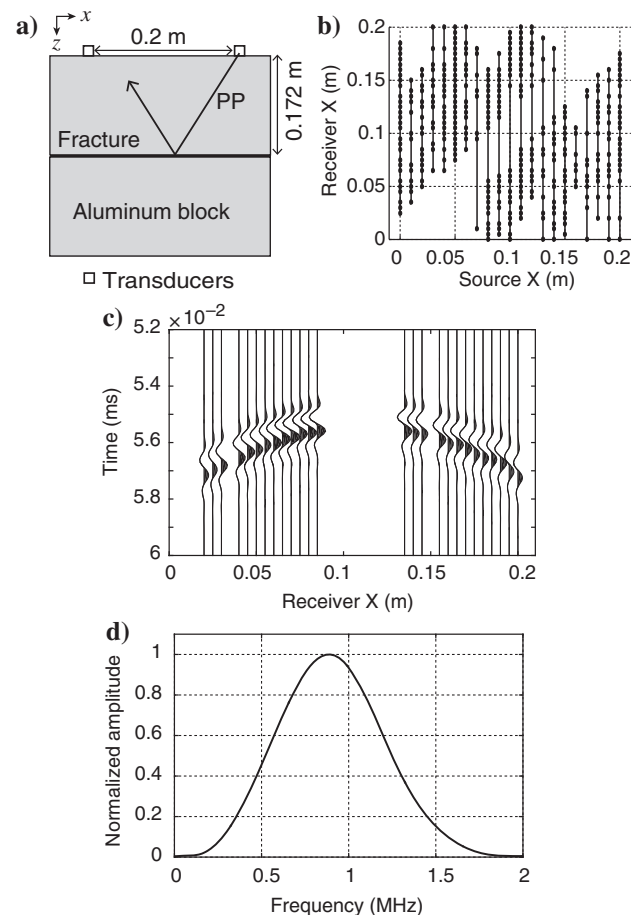 a)
x
z
0.2 m
PP
0.172 m
Fracture
Aluminum block
Transducers
b)
0.2
0.15
0.1
0.05
0
Receiver X (m)
0 0.05 0.1 0.15 0.2
Source X (m)
c)
×10⁻²
5.2
5.4
5.6
5.8
6
Time (ms)
0 0.05 0.1 0.15 0.2
Receiver X (m)
d)
1
0.8
0.6
0.4
0.2
0
Normalized amplitude
0 0.5 1 1.5 2
Frequency (MHz)